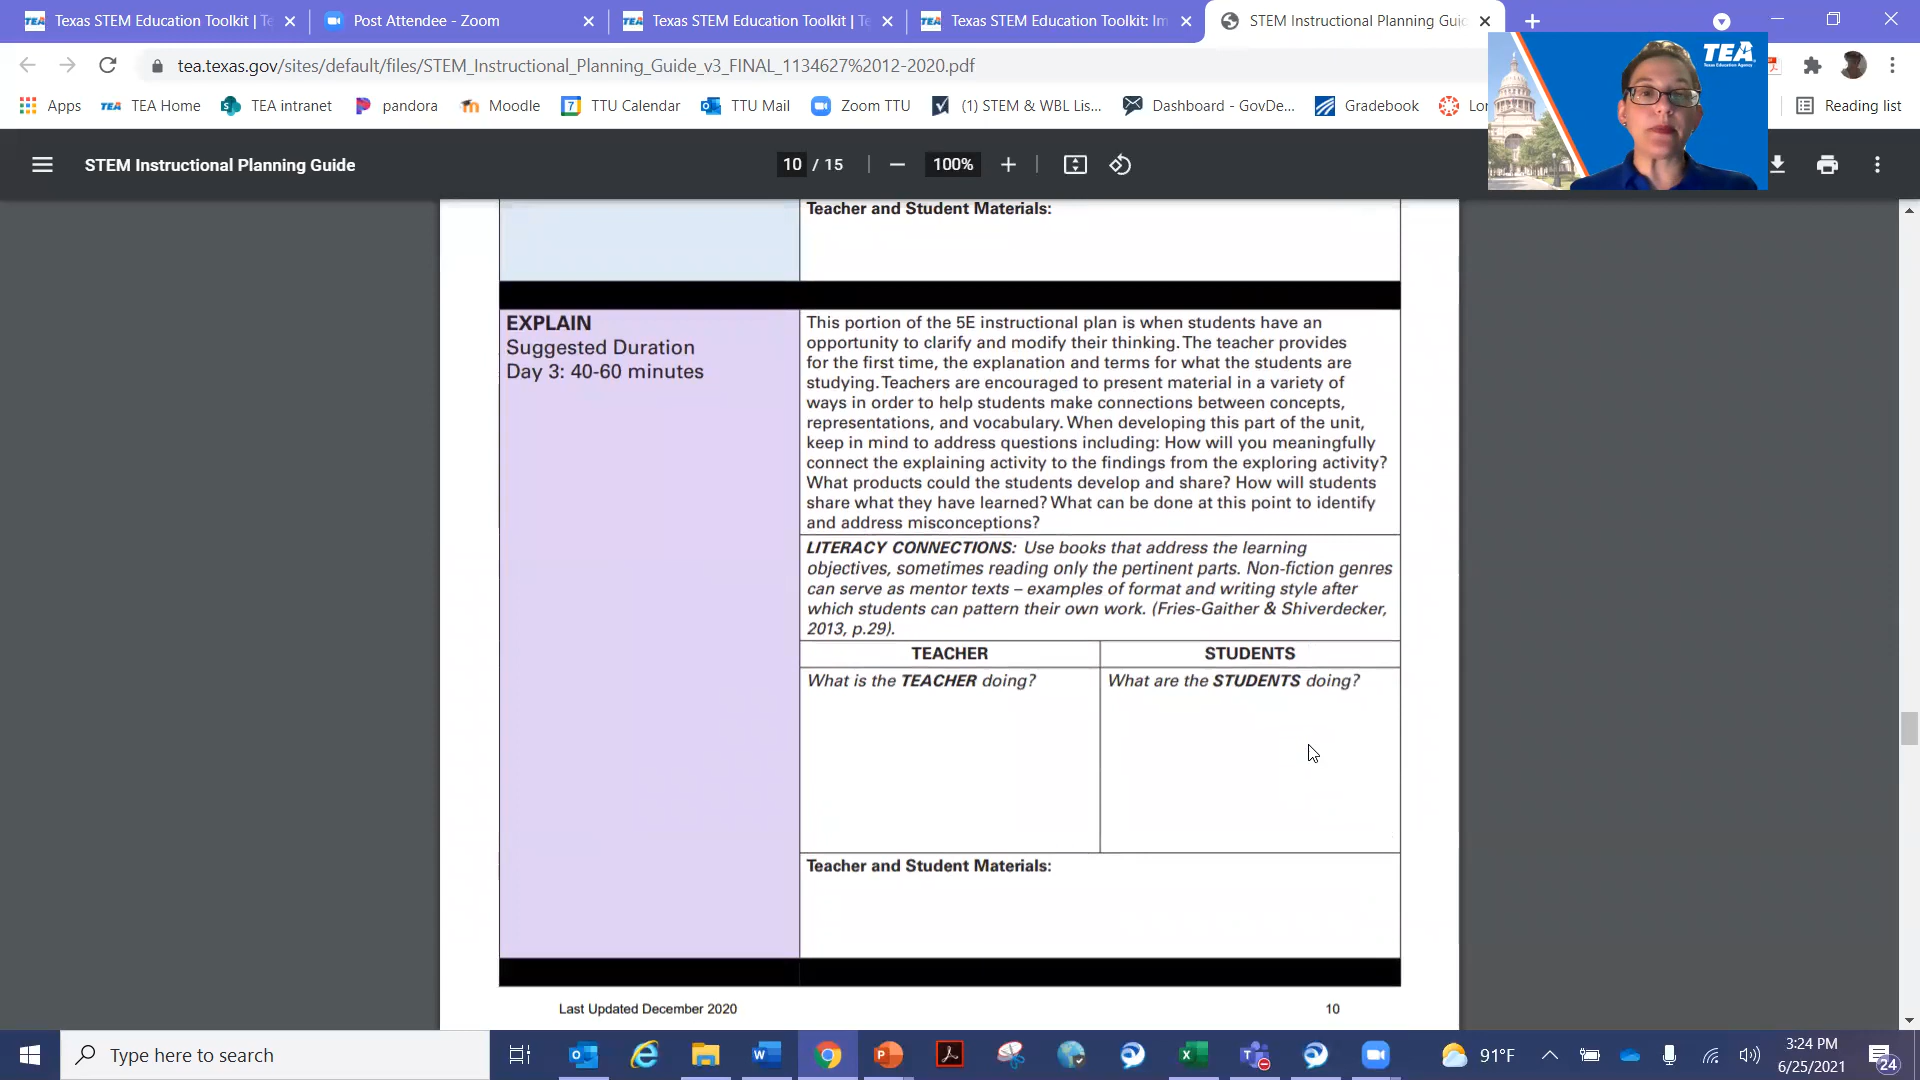 Texas STEM Education Toolkit | Te
Post Attendee - Zoom
Texas STEM Education Toolkit | Te
Texas STEM Education Toolkit: Im
STEM Instructional Planning Guid
tea.texas.gov/sites/default/files/STEM_Instructional_Planning_Guide_v3_FINAL_1134627%2012-2020.pdf
Apps
TEA TEA Home
TEA intranet
pandora
Moodle
TTU Calendar
TTU Mail
Zoom TTU
(1) STEM & WBL Lis...
Dashboard - GovDe...
Gradebook
Lor
Reading list
TEA
Texas Education Agency
STEM Instructional Planning Guide
10 / 15
100%
Teacher and Student Materials:
EXPLAIN
Suggested Duration
Day 3: 40-60 minutes
This portion of the 5E instructional plan is when students have an
opportunity to clarify and modify their thinking. The teacher provides
for the first time, the explanation and terms for what the students are
studying. Teachers are encouraged to present material in a variety of
ways in order to help students make connections between concepts,
representations, and vocabulary. When developing this part of the unit,
keep in mind to address questions including: How will you meaningfully
connect the explaining activity to the findings from the exploring activity?
What products could the students develop and share? How will students
share what they have learned? What can be done at this point to identify
and address misconceptions?
LITERACY CONNECTIONS: Use books that address the learning
objectives, sometimes reading only the pertinent parts. Non-fiction genres
can serve as mentor texts – examples of format and writing style after
which students can pattern their own work. (Fries-Gaither & Shiverdecker,
2013, p.29).
TEACHER
STUDENTS
What is the TEACHER doing?
What are the STUDENTS doing?
Teacher and Student Materials:
Last Updated December 2020
10
Type here to search
91°F
3:24 PM
6/25/2021
24